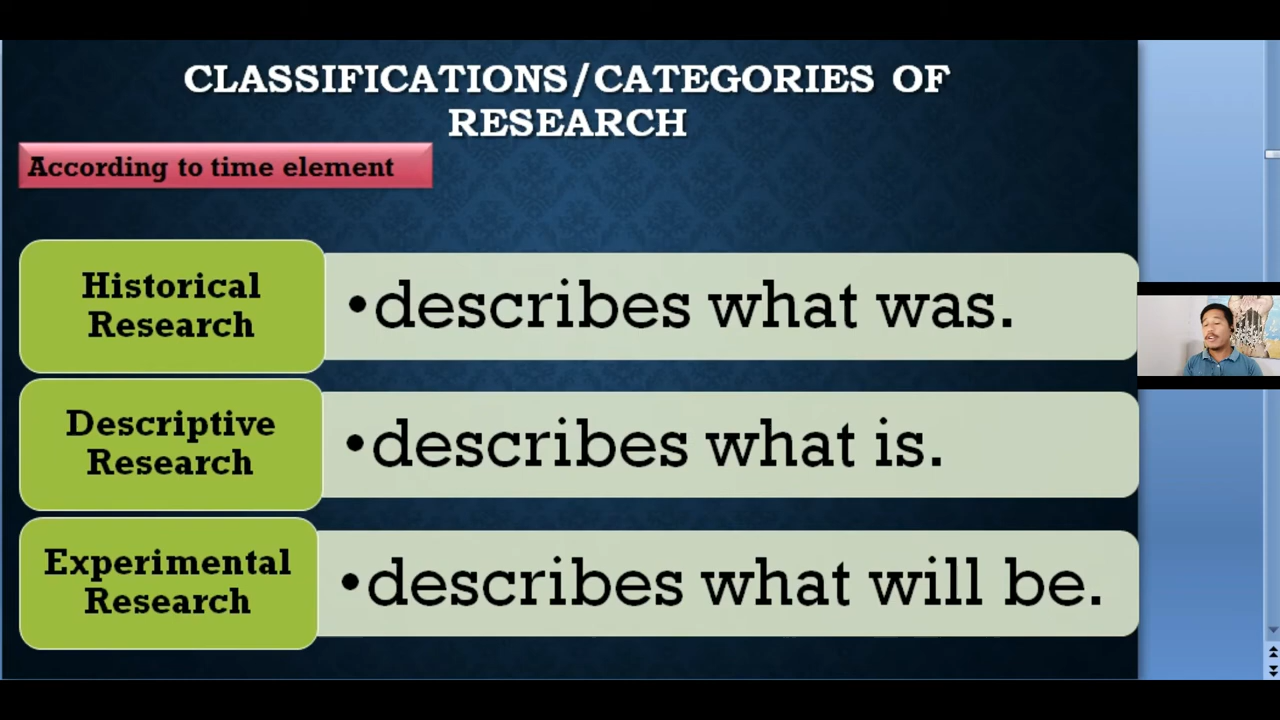 CLASSIFICATIONS/CATEGORIES OF
RESEARCH
According to time element
Historical
Research
•describes what was.
Descriptive
Research
•describes what is.
Experimental
Research
•describes what will be.